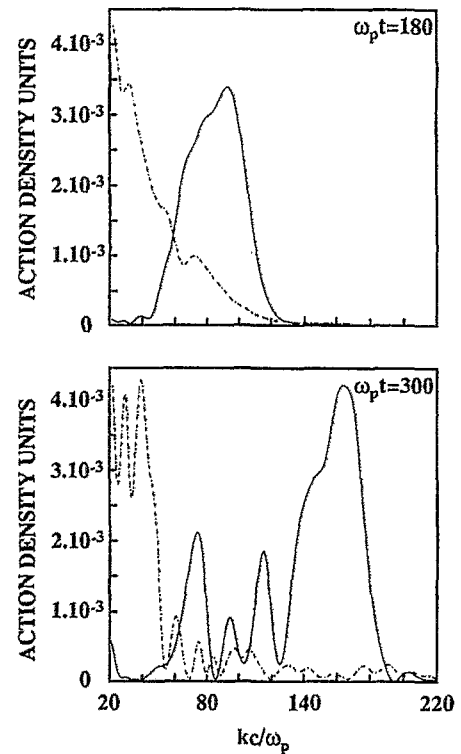 ω_p t=180
ACTION DENSITY UNITS
4.10⁻³
3.10⁻³
2.10⁻³
1.10⁻³
0
ω_p t=300
ACTION DENSITY UNITS
4.10⁻³
3.10⁻³
2.10⁻³
1.10⁻³
0
20 80 140 220
kc/ω_p